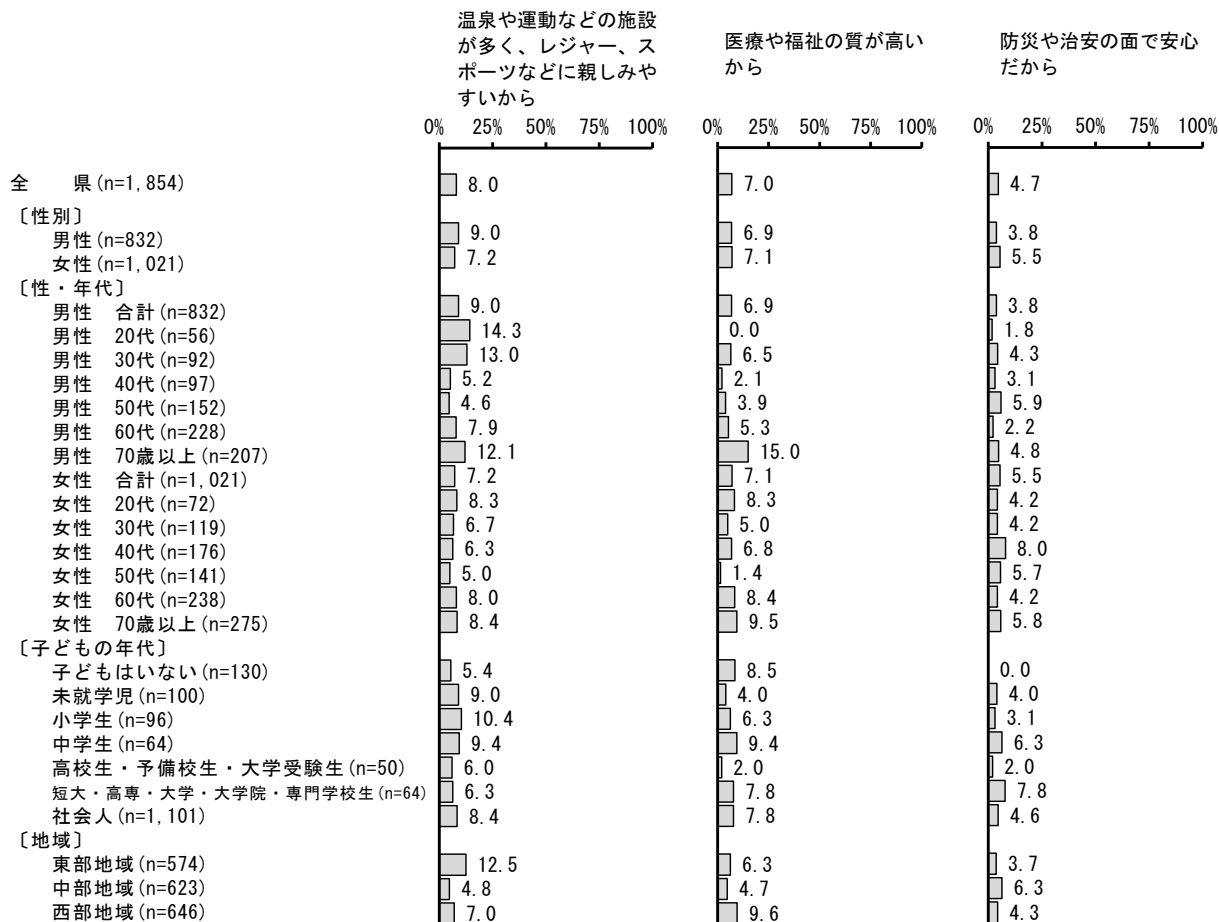 温泉や運動などの施設
が多く、レジャー、ス
ポーツなどに親しみや
すいから
医療や福祉の質が高い
から
防災や治安の面で安心
だから
0% 25% 50% 75% 100% 0% 25% 50% 75% 100% 0% 25% 50% 75% 100%
全 県(n=1,854) 8.0 7.0 4.7
〔性別〕
男性(n=832) 9.0 6.9 3.8
女性(n=1,021) 7.2 7.1 5.5
〔性・年代〕
男性 合計(n=832) 9.0 6.9 3.8
男性 20代(n=56) 14.3 0.0 1.8
男性 30代(n=92) 13.0 6.5 4.3
男性 40代(n=97) 5.2 2.1 3.1
男性 50代(n=152) 4.6 3.9 5.9
男性 60代(n=228) 7.9 5.3 2.2
男性 70歳以上(n=207) 12.1 15.0 4.8
女性 合計(n=1,021) 7.2 7.1 5.5
女性 20代(n=72) 8.3 8.3 4.2
女性 30代(n=119) 6.7 5.0 4.2
女性 40代(n=176) 6.3 6.8 8.0
女性 50代(n=141) 5.0 1.4 5.7
女性 60代(n=238) 8.0 8.4 4.2
女性 70歳以上(n=275) 8.4 9.5 5.8
〔子どもの年代〕
子どもはいない(n=130) 5.4 8.5 0.0
未就学児(n=100) 9.0 4.0 4.0
小学生(n=96) 10.4 6.3 3.1
中学生(n=64) 9.4 9.4 6.3
高校生・予備校生・大学受験生(n=50) 6.0 2.0 2.0
短大・高専・大学・大学院・専門学校生(n=64) 6.3 7.8 7.8
社会人(n=1,101) 8.4 7.8 4.6
〔地域〕
東部地域(n=574) 12.5 6.3 3.7
中部地域(n=623) 4.8 4.7 6.3
西部地域(n=646) 7.0 9.6 4.3